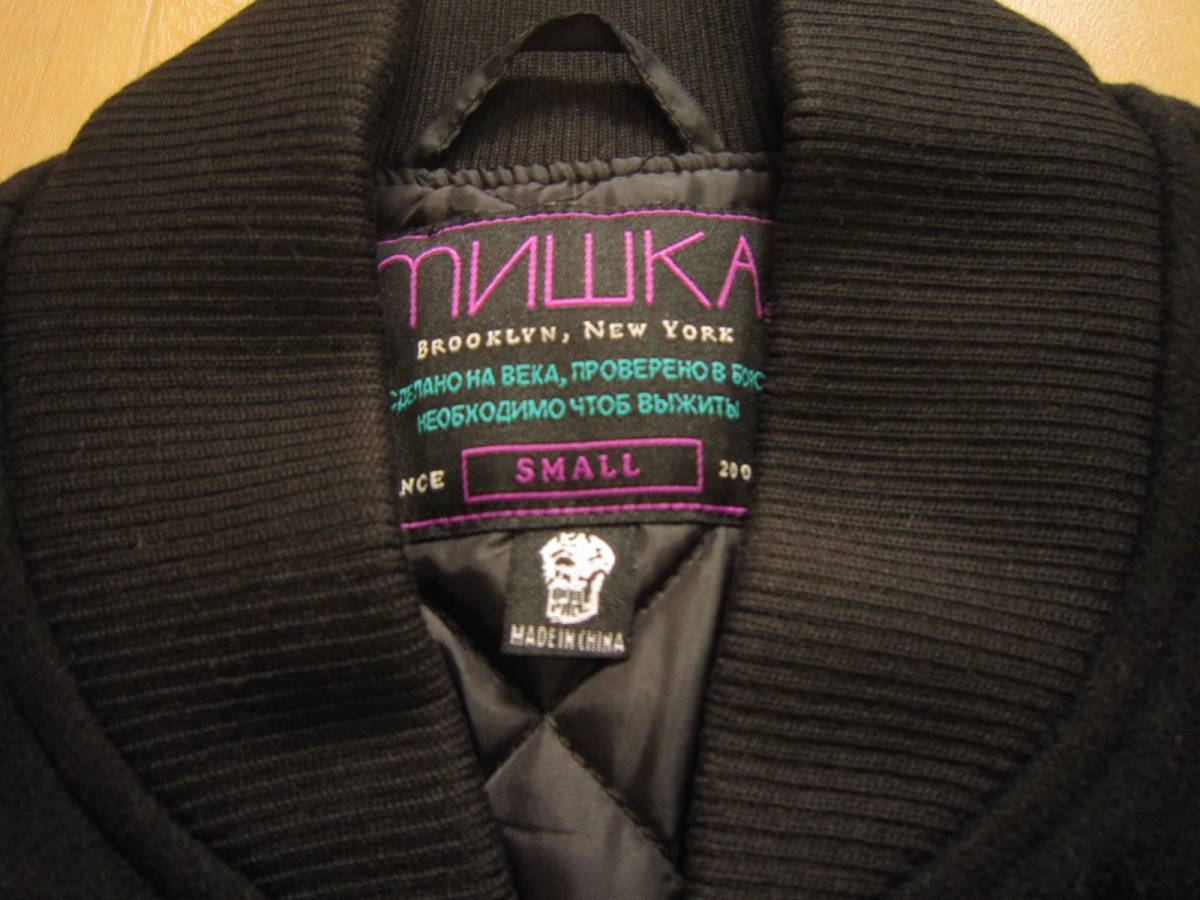 мишка
BROOKLYN, NEW YORK
СДЕЛАНО НА ВЕКА, ПРОВЕРЕНО В
НЕОБХОДИМО ЧТОБ ВЫЖИТЬ
SMALL
MADE IN CHINA